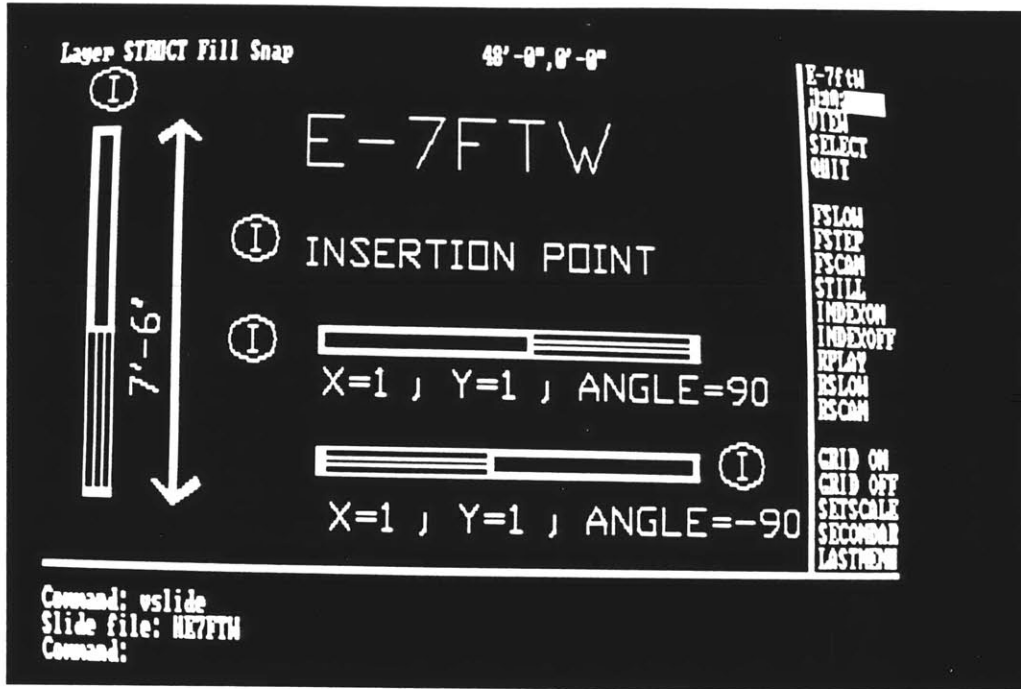 Layer STRUCT Fill Snap 48'-0",0'-0"
I
E-7FTW
I INSERTION POINT
7'-6"
I
X=1 ; Y=1 ; ANGLE=90
I
X=1 ; Y=1 ; ANGLE=-90
E-7ftW
VIEW
SELECT
QUIT
FSLOW
FSTEP
FSCAN
STILL
INDEXON
INDEXOFF
RPLAY
RSLOW
RSCAN
GRID ON
GRID OFF
SETSCALE
SECONDAR
LASTMENU
Command: vslide
Slide file: WE7FTW
Command: